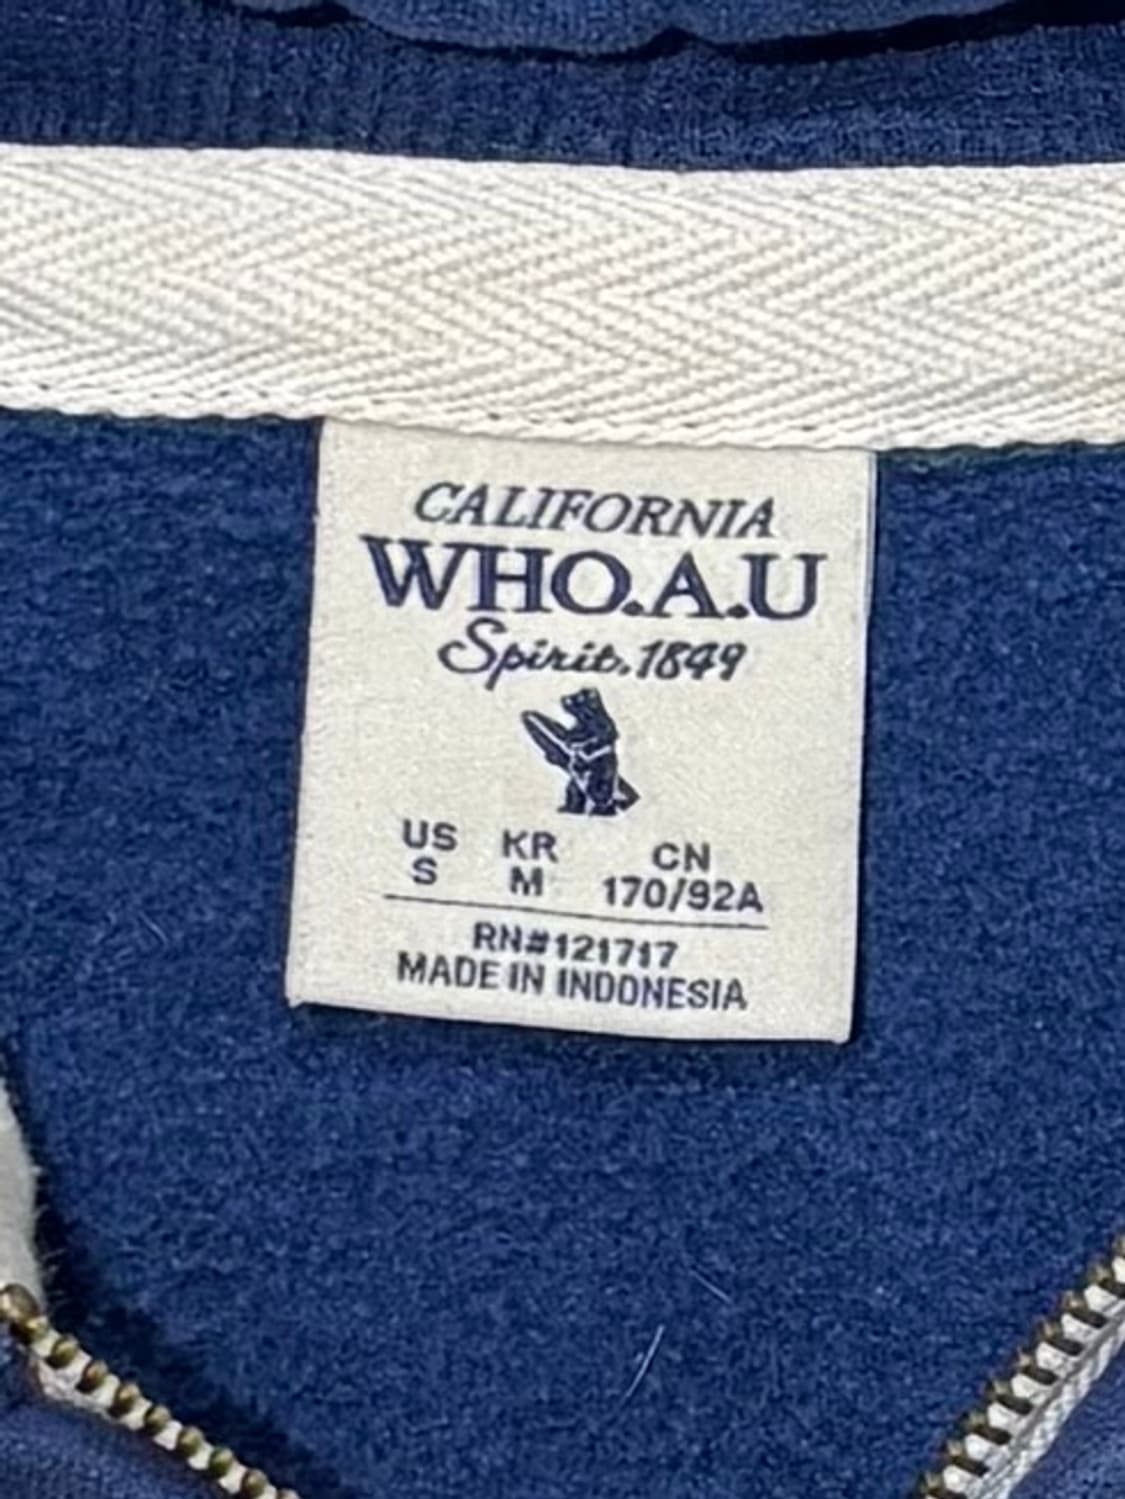 CALIFORNIA
WHO.A.U
Spirit.1849
US KR CN
S M 170/92A
RN#121717
MADE IN INDONESIA